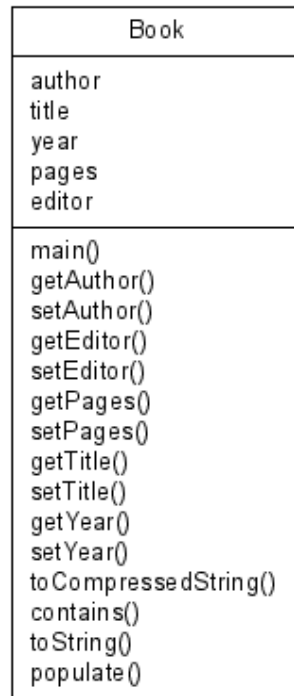 Book
author
title
year
pages
editor
main()
getAuthor()
setAuthor()
getEditor()
setEditor()
getPages()
setPages()
getTitle()
setTitle()
getYear()
setYear()
toCompressedString()
contains()
toString()
populate()